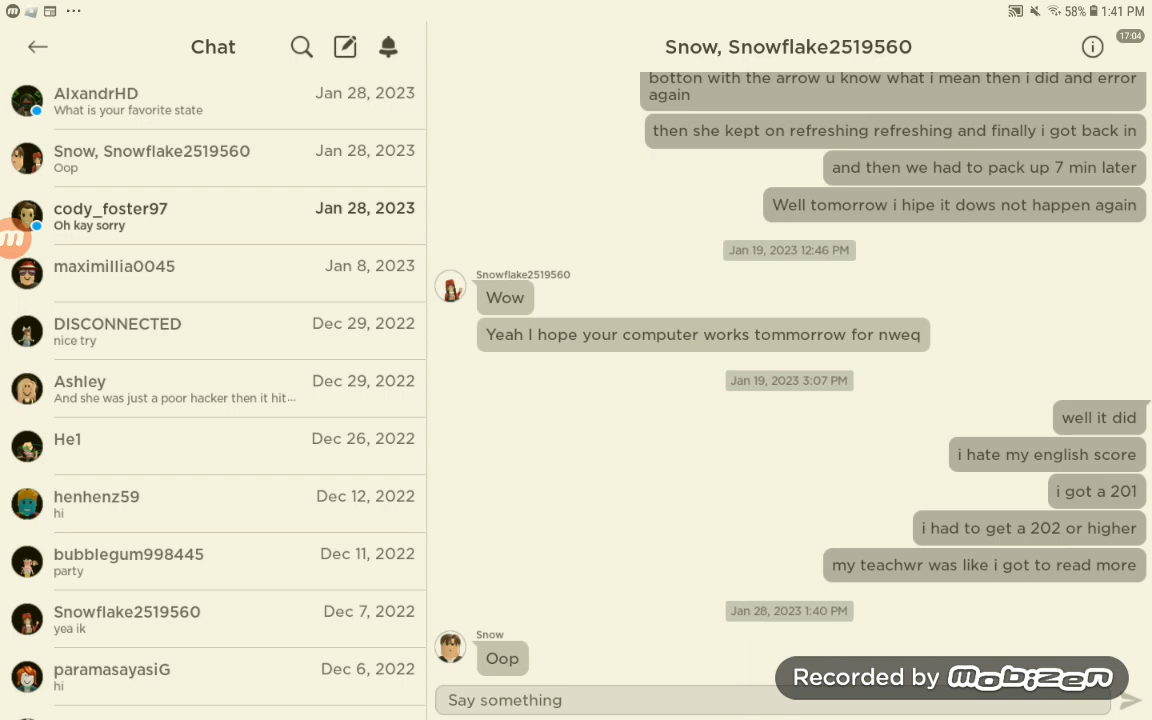 58% 1:41 PM
Chat
AlxandrHD Jan 28, 2023
What is your favorite state
Snow, Snowflake2519560 Jan 28, 2023
Oop
cody_foster97 Jan 28, 2023
Oh kay sorry
maximillia0045 Jan 8, 2023
DISCONNECTED Dec 29, 2022
nice try
Ashley Dec 29, 2022
And she was just a poor hacker then it hit...
He1 Dec 26, 2022
henhenz59 Dec 12, 2022
hi
bubblegum998445 Dec 11, 2022
party
Snowflake2519560 Dec 7, 2022
yea ik
paramasayasiG Dec 6, 2022
hi
Snow, Snowflake2519560
17:04
botton with the arrow u know what i mean then i did and error
again
then she kept on refreshing refreshing and finally i got back in
and then we had to pack up 7 min later
Well tomorrow i hipe it dows not happen again
Jan 19, 2023 12:46 PM
Snowflake2519560
Wow
Yeah I hope your computer works tommorrow for nweq
Jan 19, 2023 3:07 PM
well it did
i hate my english score
i got a 201
i had to get a 202 or higher
my teachwr was like i got to read more
Jan 28, 2023 1:40 PM
Snow
Oop
Say something
Recorded by mobizen